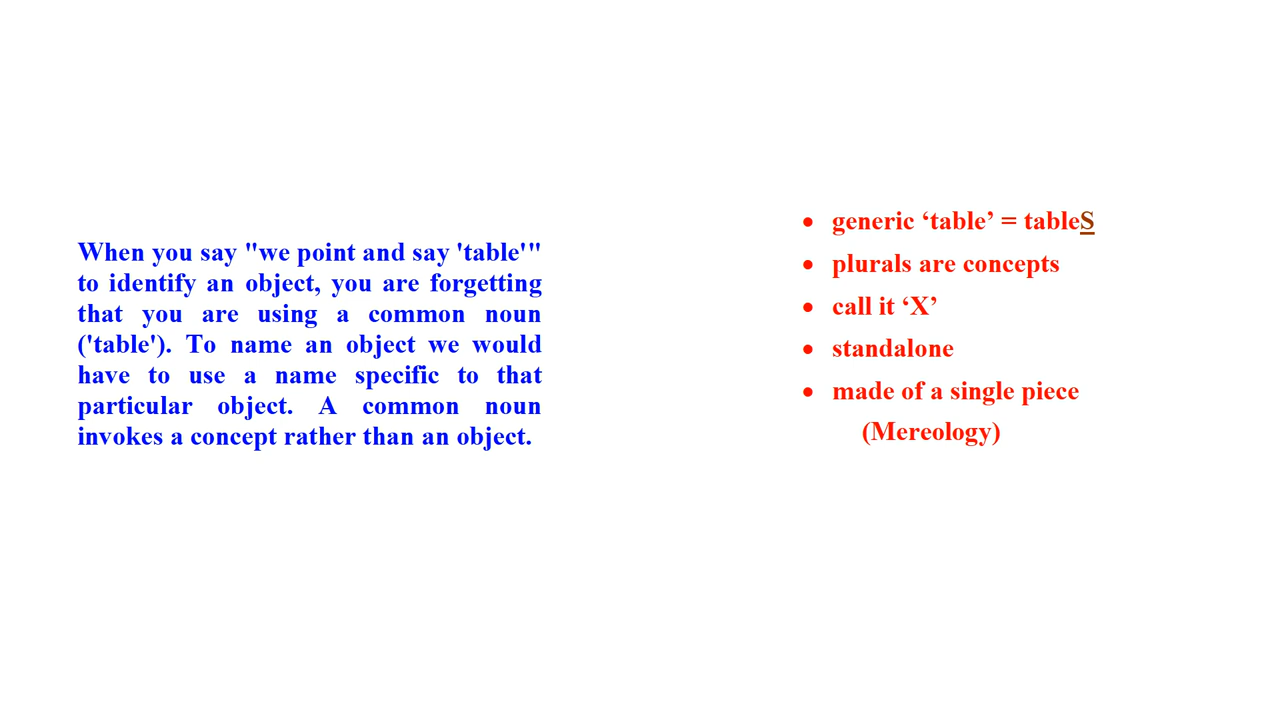 When you say "we point and say 'table'"
to identify an object, you are forgetting
that you are using a common noun
('table'). To name an object we would
have to use a name specific to that
particular object. A common noun
invokes a concept rather than an object.
• generic ‘table’ = tableS
• plurals are concepts
• call it ‘X’
• standalone
• made of a single piece
(Mereology)